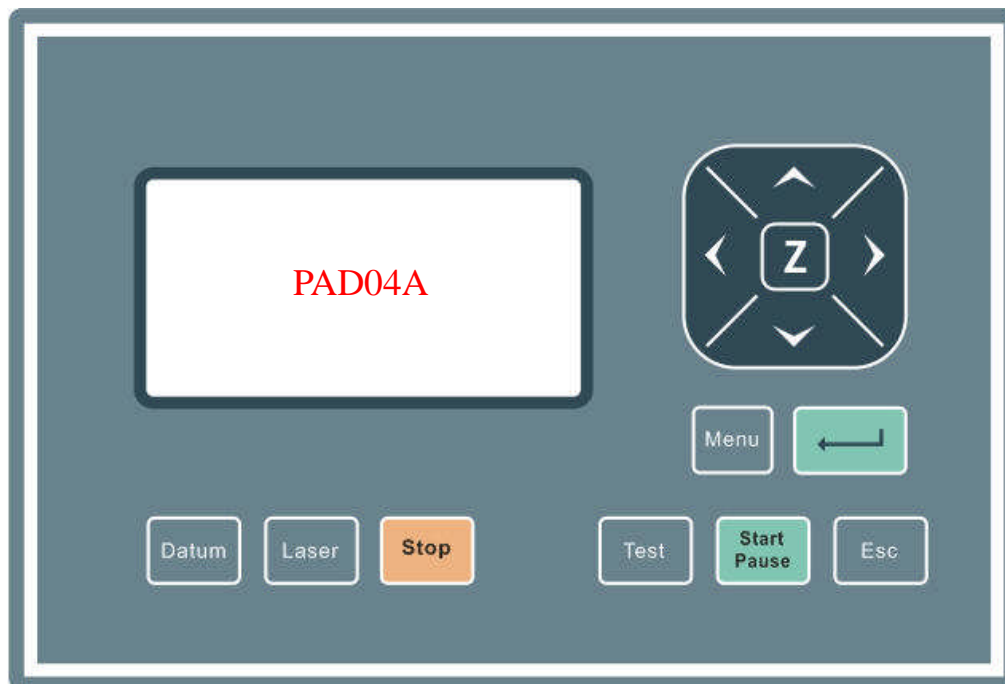 PAD04A
Z
Menu
Datum
Laser
Stop
Test
Start
Pause
Esc